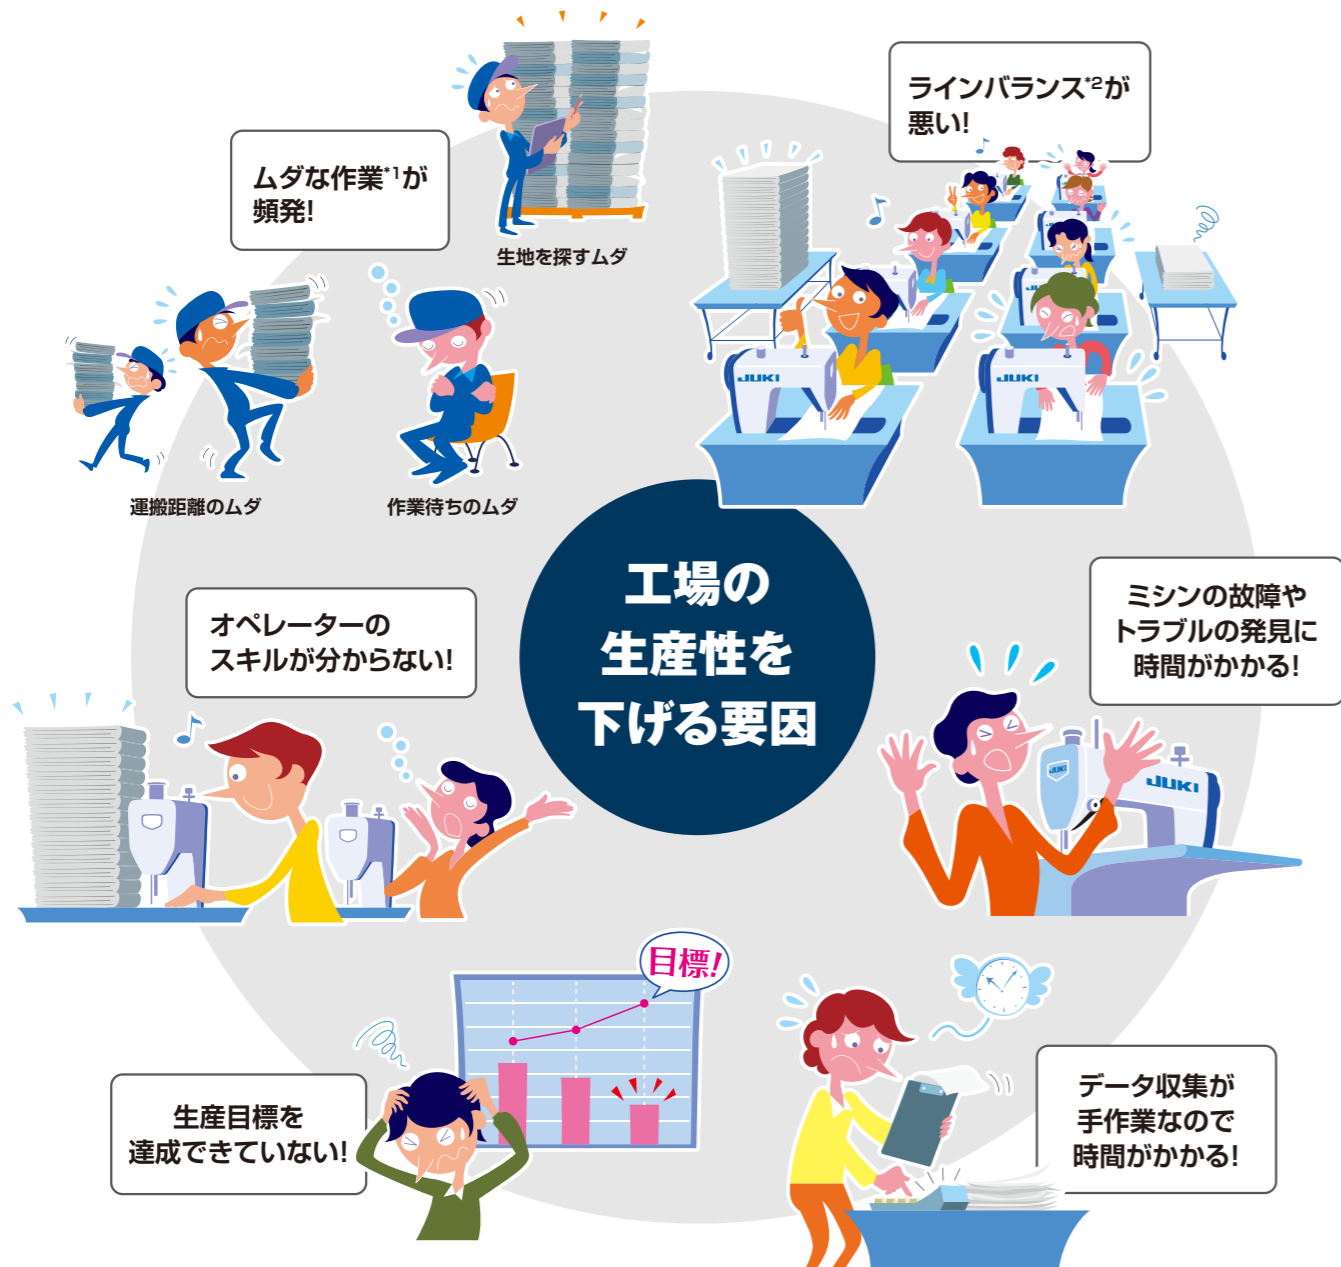 ムダな作業*1が
頻発!
生地を探すムダ
運搬距離のムダ
作業待ちのムダ
ラインバランス*2が
悪い!
JUKI
JUKI
工場の
生産性を
下げる要因
オペレーターの
スキルが分からない!
ミシンの故障や
トラブルの発見に
時間がかかる!
JUKI
JUKI
目標!
生産目標を
達成できていない!
データ収集が
手作業なので
時間がかかる!